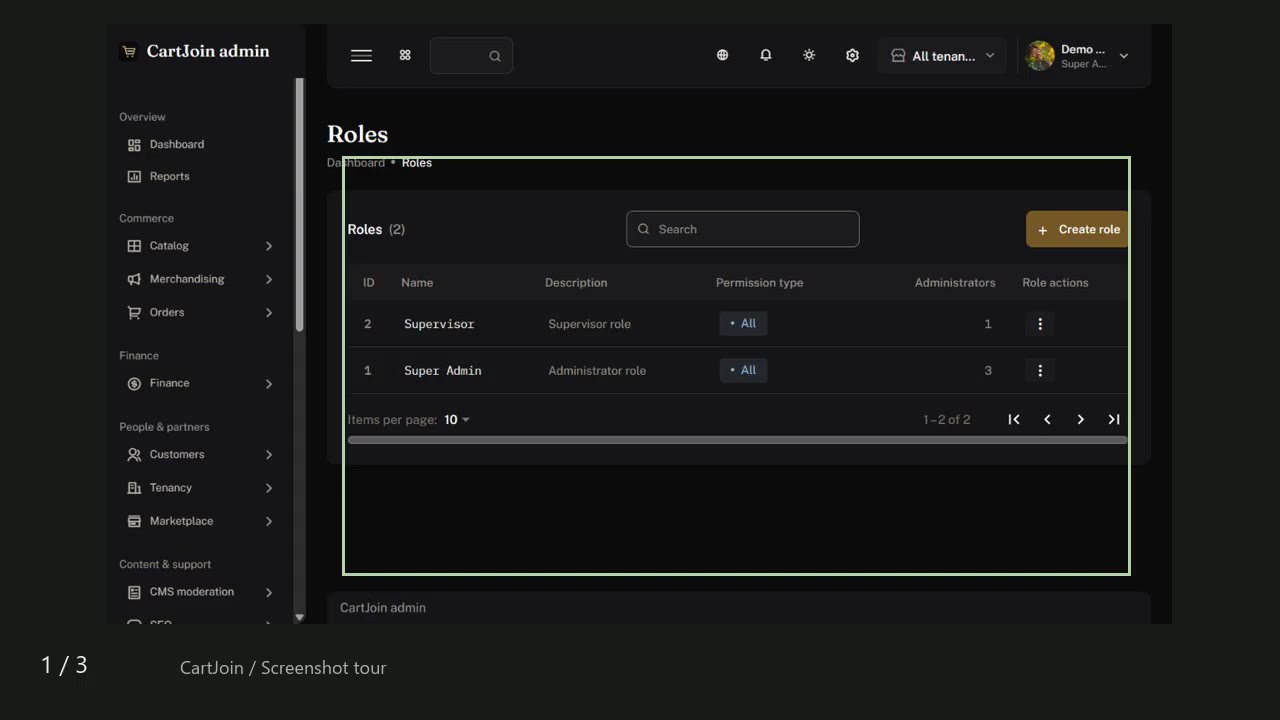 CartJoin admin
All tenan...
Demo ...
Super A...
Overview
Dashboard
Reports
Commerce
Catalog
Merchandising
Orders
Finance
Finance
People & partners
Customers
Tenancy
Marketplace
Content & support
CMS moderation
SEO
Roles
Dashboard • Roles
Roles (2)
Search
+ Create role
ID Name Description Permission type Administrators Role actions
2 Supervisor Supervisor role • All 1
1 Super Admin Administrator role • All 3
Items per page: 10 1–2 of 2
CartJoin admin
1 / 3 CartJoin / Screenshot tour